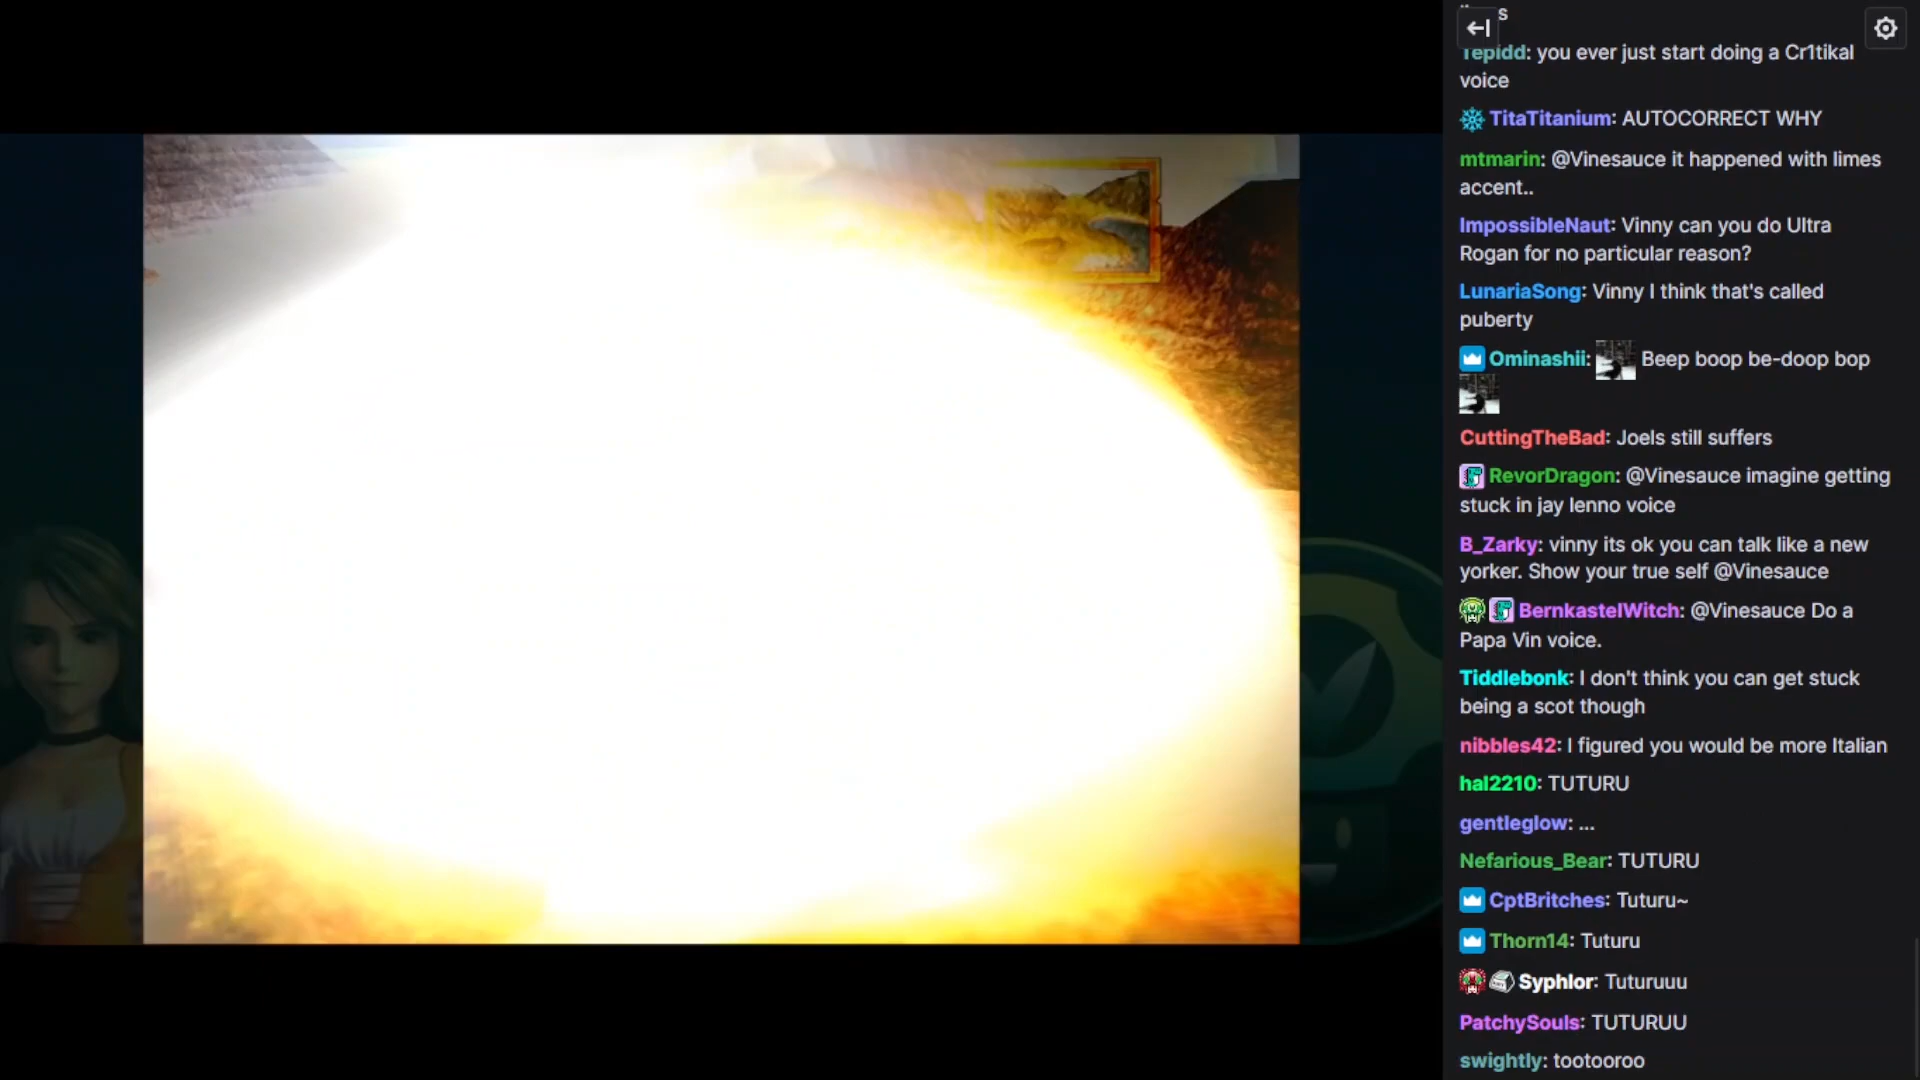 Tepidd: you ever just start doing a Cr1tikal
voice
TitaTitanium: AUTOCORRECT WHY
mtmarin: @Vinesauce it happened with limes
accent..
ImpossibleNaut: Vinny can you do Ultra
Rogan for no particular reason?
LunariaSong: Vinny I think that's called
puberty
Ominashii: Beep boop be-doop bop
CuttingTheBad: Joels still suffers
RevorDragon: @Vinesauce imagine getting
stuck in jay lenno voice
B_Zarky: vinny its ok you can talk like a new
yorker. Show your true self @Vinesauce
BernkastelWitch: @Vinesauce Do a
Papa Vin voice.
Tiddlebonk: I don't think you can get stuck
being a scot though
nibbles42: I figured you would be more Italian
hal2210: TUTURU
gentleglow: ...
Nefarious_Bear: TUTURU
CptBritches: Tuturu~
Thorn14: Tuturu
Syphlor: Tuturuuu
PatchySouls: TUTURUU
swightly: tootooroo